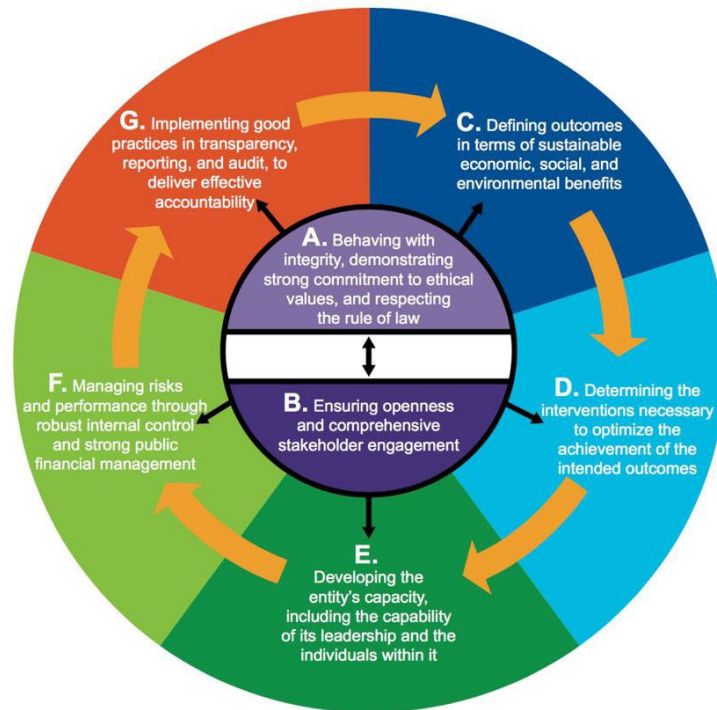 G. Implementing good
practices in transparency,
reporting, and audit, to
deliver effective
accountability
C. Defining outcomes
in terms of sustainable
economic, social, and
environmental benefits
A. Behaving with
integrity, demonstrating
strong commitment to ethical
values, and respecting
the rule of law
B. Ensuring openness
and comprehensive
stakeholder engagement
F. Managing risks
and performance through
robust internal control
and strong public
financial management
D. Determining the
interventions necessary
to optimize the
achievement of the
intended outcomes
E.
Developing the
entity's capacity,
including the capability
of its leadership and the
individuals within it